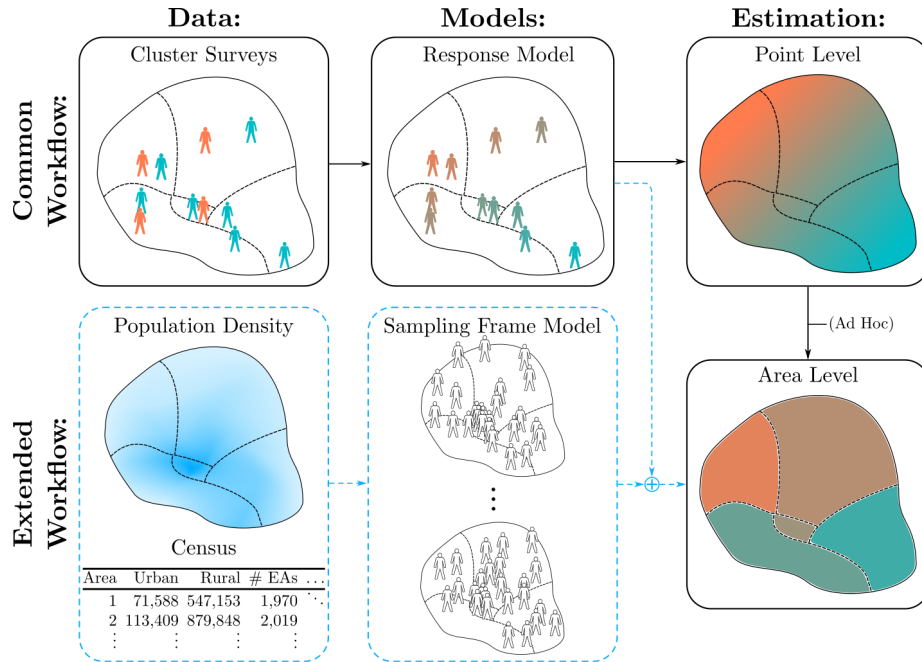 Data:
Models:
Estimation:
Common
Workflow:
Cluster Surveys
Response Model
Point Level
(Ad Hoc)
Extended
Workflow:
Population Density
Sampling Frame Model
Area Level
Census
Area Urban Rural # EAs ...
1 71,588 547,153 1,970 ⋱
2 113,409 879,848 2,019
⋮ ⋮ ⋮ ⋮